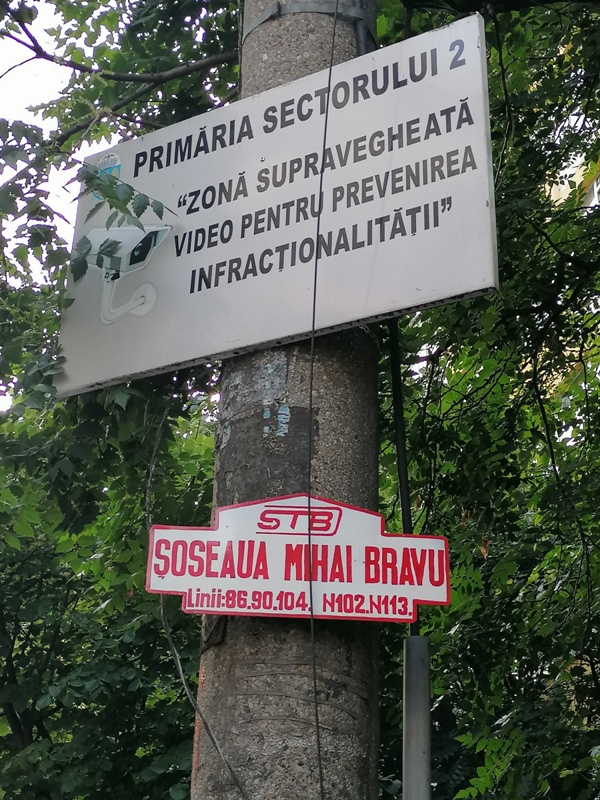 PRIMĂRIA SECTORULUI 2
“ZONĂ SUPRAVEGHEATĂ
VIDEO PENTRU PREVENIREA
INFRACȚIONALITĂȚII”
STB
ȘOSEAUA MIHAI BRAVU
Linii:86.90.104. N102.N113.